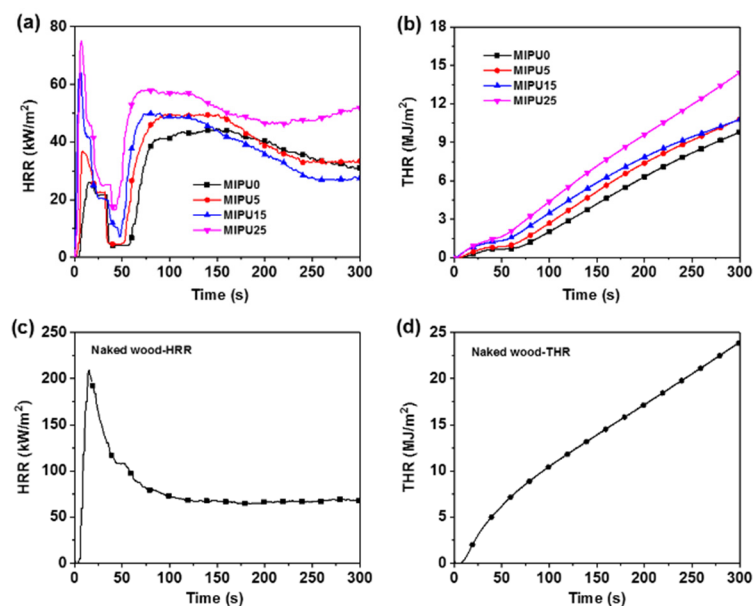 (a)
HRR (kW/m²)
80
60
40
20
0
MIPU0
MIPU5
MIPU15
MIPU25
0 50 100 150 200 250 300
Time (s)
(b)
THR (MJ/m²)
18
15
12
9
6
3
0
MIPU0
MIPU5
MIPU15
MIPU25
0 50 100 150 200 250 300
Time (s)
(c)
HRR (kW/m²)
250
200
150
100
50
0
Naked wood-HRR
0 50 100 150 200 250 300
Time (s)
(d)
THR (MJ/m²)
25
20
15
10
5
0
Naked wood-THR
0 50 100 150 200 250 300
Time (s)